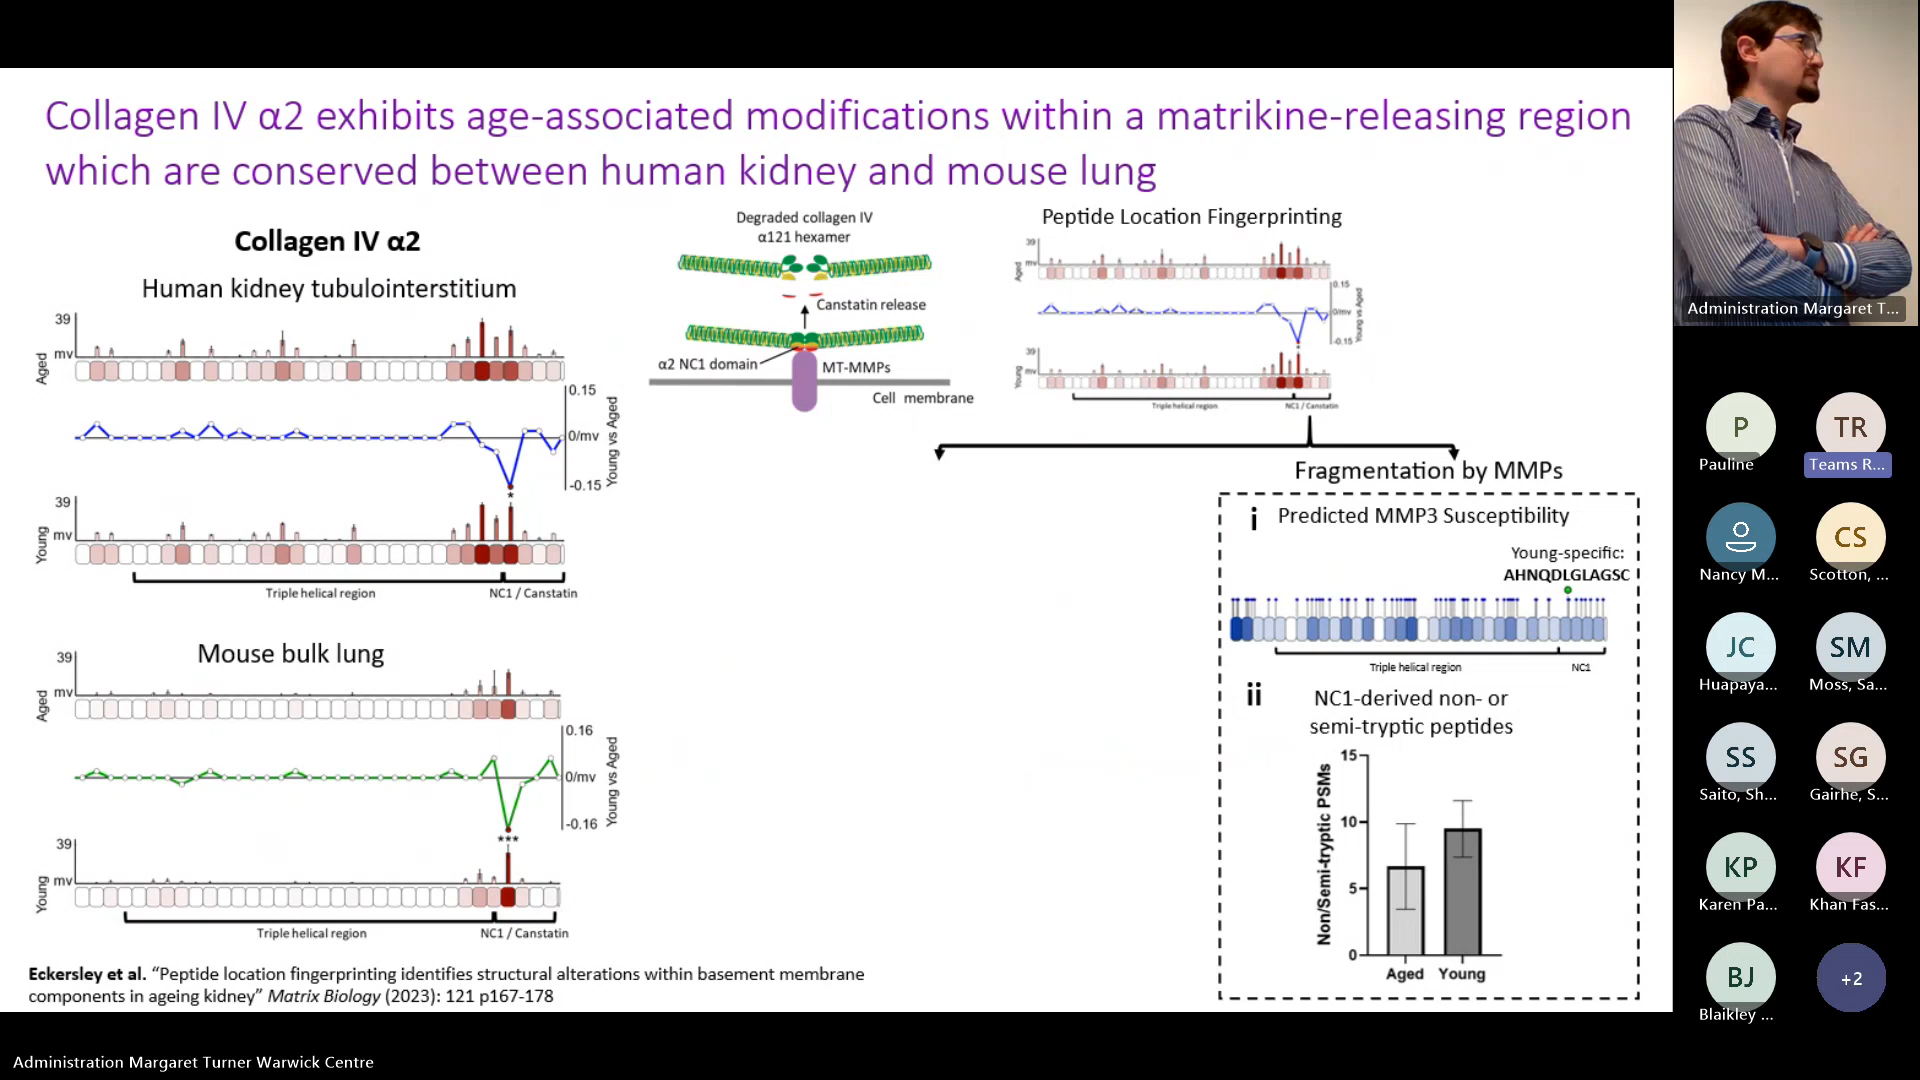 Collagen IV α2 exhibits age-associated modifications within a matrikine-releasing region
which are conserved between human kidney and mouse lung
Collagen IV α2
Human kidney tubulointerstitium
39
mv
Aged
0.15
0/mv
-0.15
Young vs Aged
*
39
mv
Young
Triple helical region
NC1 / Canstatin
Mouse bulk lung
39
mv
Aged
0.16
0/mv
-0.16
Young vs Aged
***
39
mv
Young
Triple helical region
NC1 / Canstatin
Degraded collagen IV
α121 hexamer
Canstatin release
α2 NC1 domain
MT-MMPs
Cell membrane
Peptide Location Fingerprinting
39
mv
Aged
0.15
0/mv
-0.15
Young vs Aged
39
mv
Young
Triple helical region
NC1 / Canstatin
Fragmentation by MMPs
i Predicted MMP3 Susceptibility
Young-specific:
AHNQDLGLAGSC
Triple helical region
NC1
ii NC1-derived non- or
semi-tryptic peptides
Non/Semi-tryptic PSMs
15
10
5
0
Aged Young
Eckersley et al. “Peptide location fingerprinting identifies structural alterations within basement membrane
components in ageing kidney” Matrix Biology (2023): 121 p167-178
Administration Margaret T...
P
Pauline
TR
Teams R...
Nancy M...
CS
Scotton, ...
JC
Huapaya...
SM
Moss, Sa...
SS
Saito, Sh...
SG
Gairhe, S...
KP
Karen Pa...
KF
Khan Fas...
BJ
Blaikley ...
+2
Administration Margaret Turner Warwick Centre